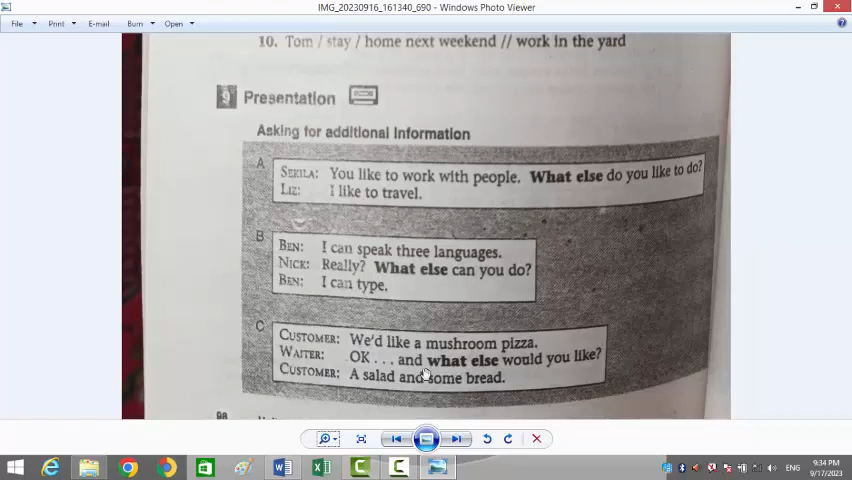 IMG_20230916_161340_690 - Windows Photo Viewer
File Print E-mail Burn Open
10. Tom / stay / home next weekend // work in the yard
9 Presentation
Asking for additional information
A
SEKILA: You like to work with people. What else do you like to do?
LIZ: I like to travel.
B
BEN: I can speak three languages.
NICK: Really? What else can you do?
BEN: I can type.
C
CUSTOMER: We'd like a mushroom pizza.
WAITER: OK . . . and what else would you like?
CUSTOMER: A salad and some bread.
98
ENG
9:34 PM
9/17/2023